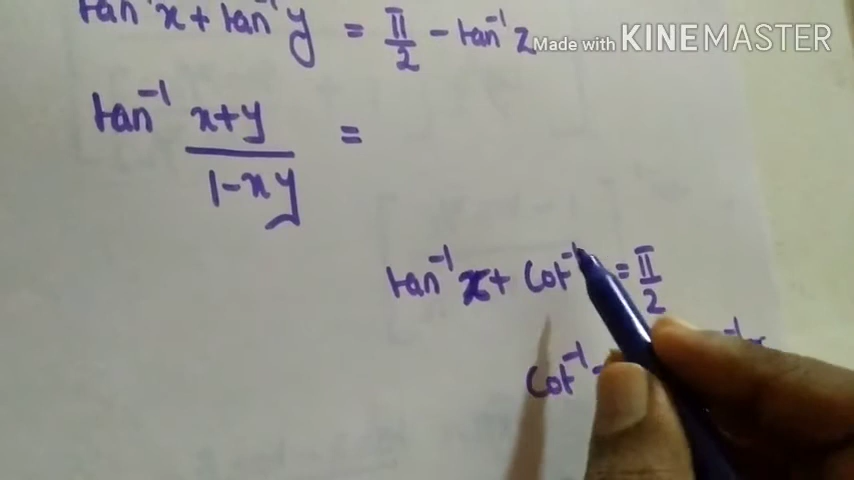 tan⁻¹x + tan⁻¹y = π/2 - tan⁻¹z
Made with KINEMASTER
tan⁻¹ (x+y)/(1-xy) =
tan⁻¹x + cot⁻¹ = π/2
cot⁻¹